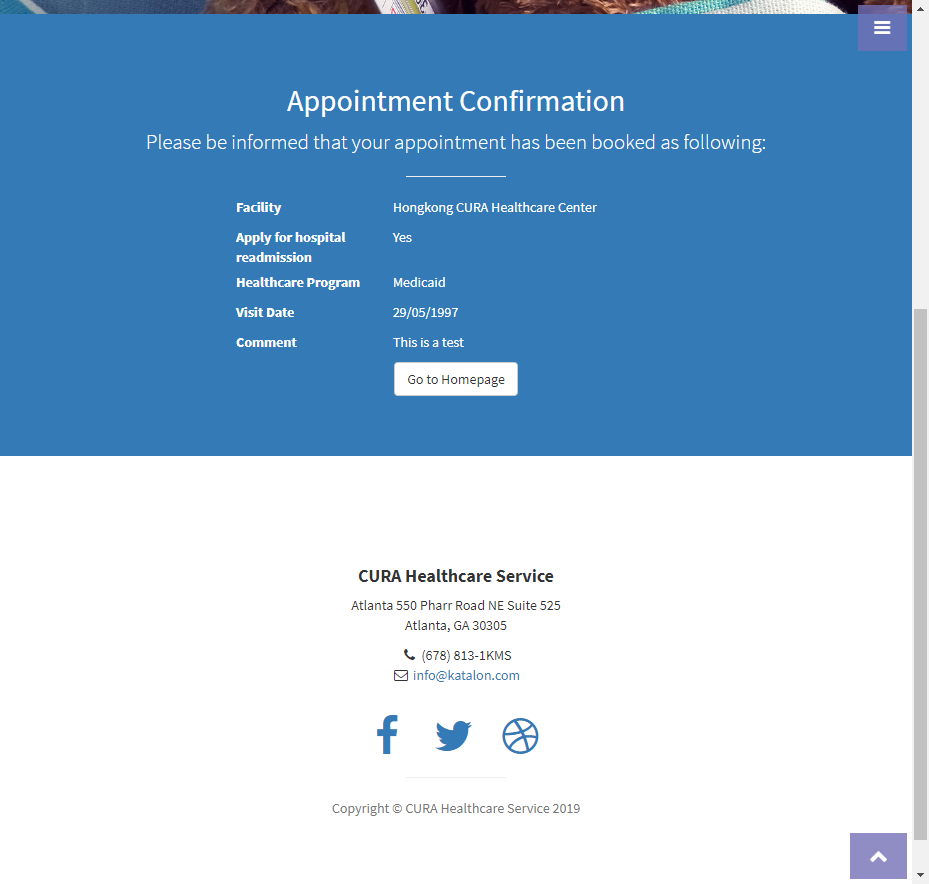 Appointment Confirmation
Please be informed that your appointment has been booked as following:
Facility Hongkong CURA Healthcare Center
Apply for hospital readmission Yes
Healthcare Program Medicaid
Visit Date 29/05/1997
Comment This is a test
Go to Homepage
CURA Healthcare Service
Atlanta 550 Pharr Road NE Suite 525
Atlanta, GA 30305
(678) 813-1KMS
info@katalon.com
Copyright © CURA Healthcare Service 2019